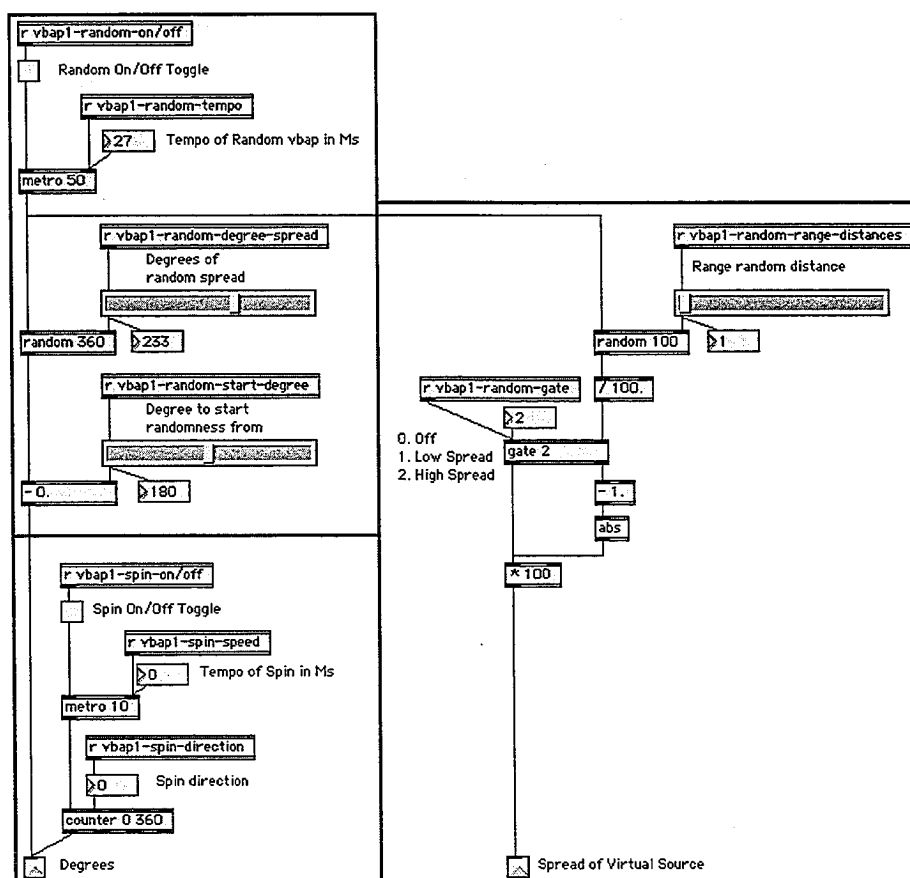 r vbap1-random-on/off
Random On/Off Toggle
r vbap1-random-tempo
27
Tempo of Random vbap in Ms
metro 50
r vbap1-random-degree-spread
Degrees of
random spread
random 360
233
r vbap1-random-start-degree
Degree to start
randomness from
- 0.
180
r vbap1-random-range-distances
Range random distance
random 100
1
/ 100.
r vbap1-random-gate
2
0. Off
1. Low Spread
2. High Spread
gate 2
- 1.
abs
* 100
r vbap1-spin-on/off
Spin On/Off Toggle
r vbap1-spin-speed
0
Tempo of Spin in Ms
metro 10
r vbap1-spin-direction
0
Spin direction
counter 0 360
Degrees
Spread of Virtual Source